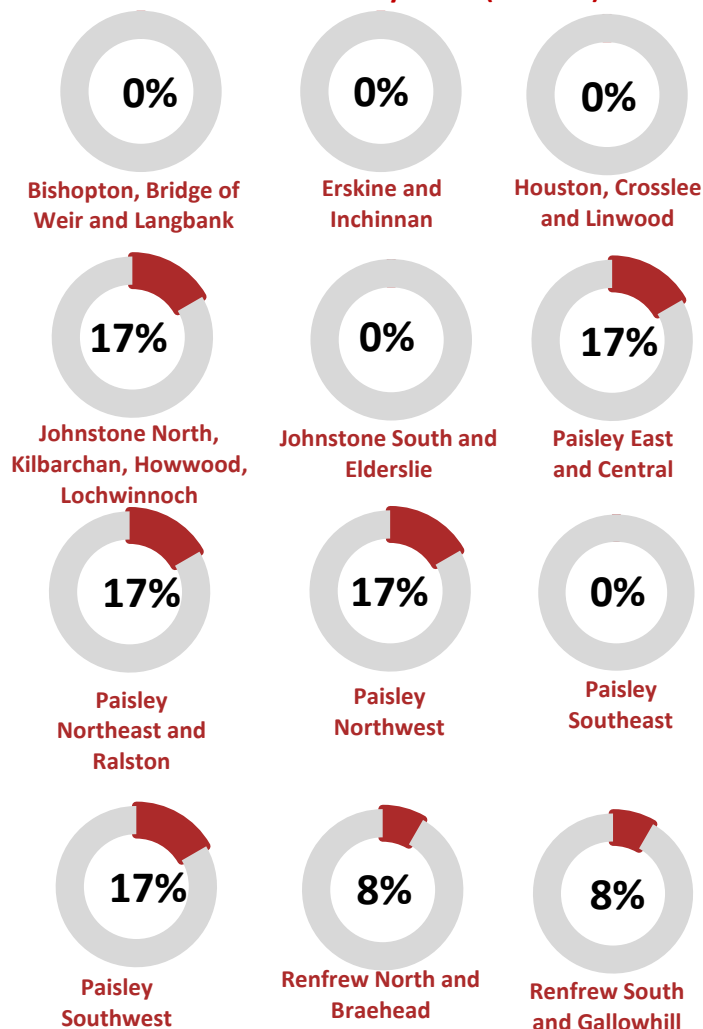 0%
0%
0%
Bishopton, Bridge of
Weir and Langbank
Erskine and
Inchinnan
Houston, Crosslee
and Linwood
17%
0%
17%
Johnstone North,
Kilbarchan, Howwood,
Lochwinnoch
Johnstone South and
Elderslie
Paisley East
and Central
17%
17%
0%
Paisley
Northeast and
Ralston
Paisley
Northwest
Paisley
Southeast
17%
8%
8%
Paisley
Southwest
Renfrew North and
Braehead
Renfrew South
and Gallowhill